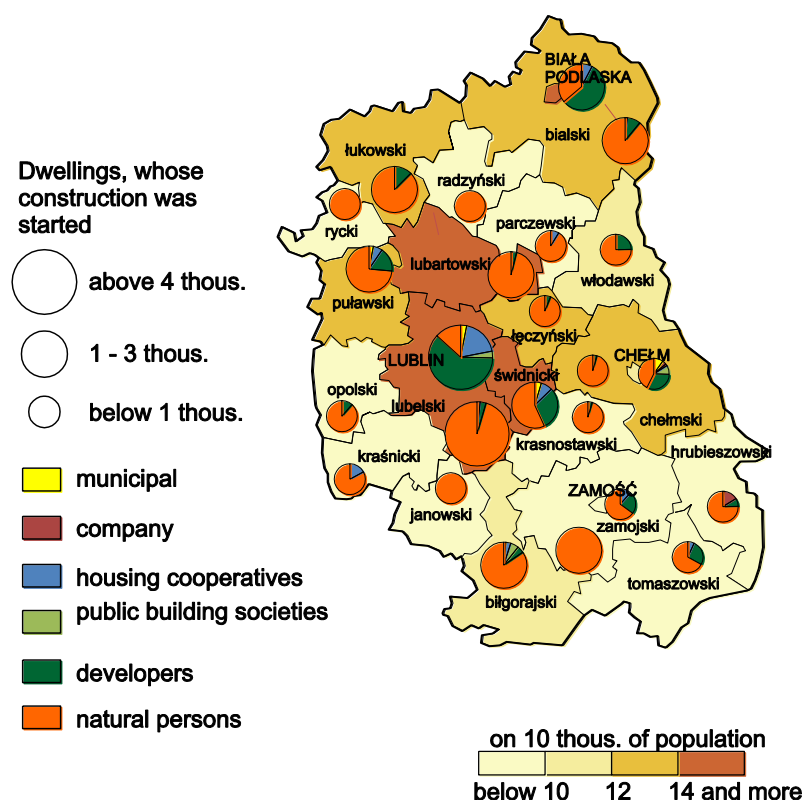 BIAŁA
PODLASKA
bialski
łukowski
radzyński
parczewski
rycki
lubartowski
włodawski
puławski
łęczyński
LUBLIN
CHEŁM
świdnicki
opolski
lubelski
chełmski
krasnostawski
kraśnicki
hrubieszowski
janowski
ZAMOŚĆ
zamojski
tomaszowski
biłgorajski
Dwellings, whose
construction was
started
above 4 thous.
1 - 3 thous.
below 1 thous.
municipal
company
housing cooperatives
public building societies
developers
natural persons
on 10 thous. of population
below 10 12 14 and more